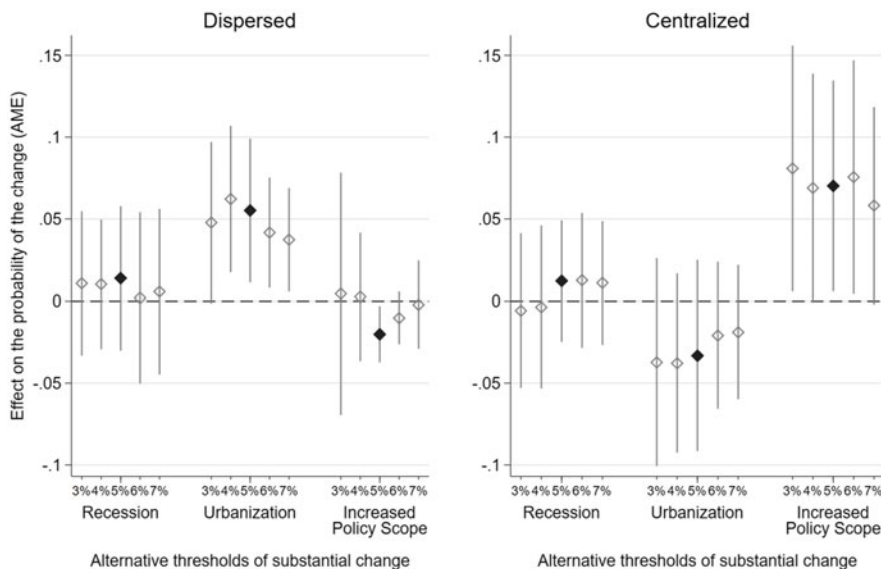 Dispersed
Centralized
Effect on the probability of the change (AME)
.15
.1
.05
0
-.05
-.1
3% 4% 5% 6% 7%
3% 4% 5% 6% 7%
3% 4% 5% 6% 7%
Recession
Urbanization
Increased
Policy Scope
Alternative thresholds of substantial change
.15
.1
.05
0
-.05
-.1
3% 4% 5% 6% 7%
3% 4% 5% 6% 7%
3% 4% 5% 6% 7%
Recession
Urbanization
Increased
Policy Scope
Alternative thresholds of substantial change